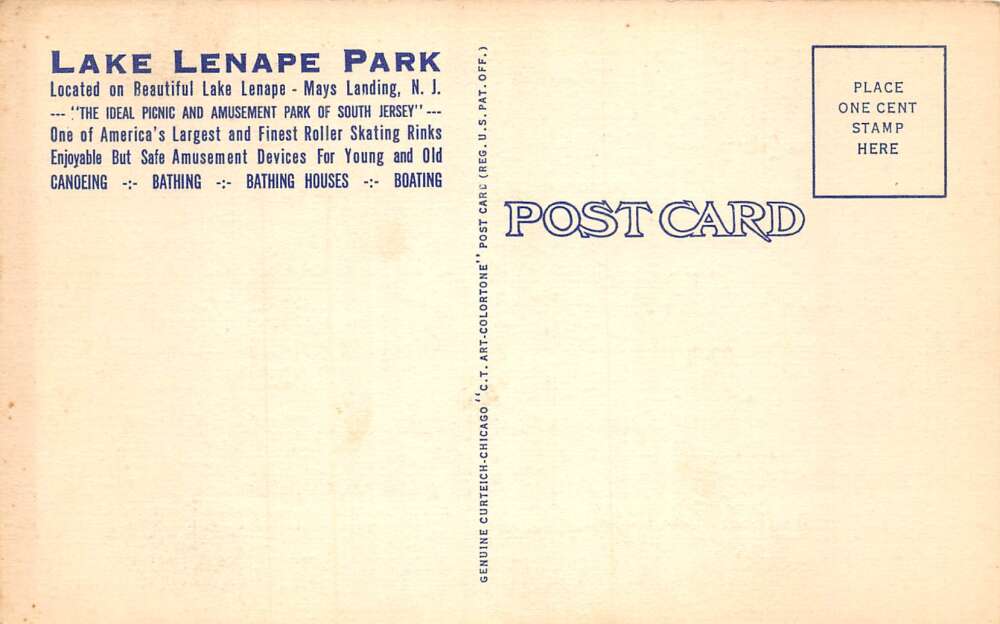 LAKE LENAPE PARK
Located on Beautiful Lake Lenape - Mays Landing, N. J.
--- "THE IDEAL PICNIC AND AMUSEMENT PARK OF SOUTH JERSEY" ---
One of America's Largest and Finest Roller Skating Rinks
Enjoyable But Safe Amusement Devices For Young and Old
CANOEING -:- BATHING -:- BATHING HOUSES -:- BOATING
GENUINE CURTEICH-CHICAGO "C.T. ART-COLORTONE" POST CARD (REG. U.S. PAT. OFF.)
PLACE
ONE CENT
STAMP
HERE
POST CARD